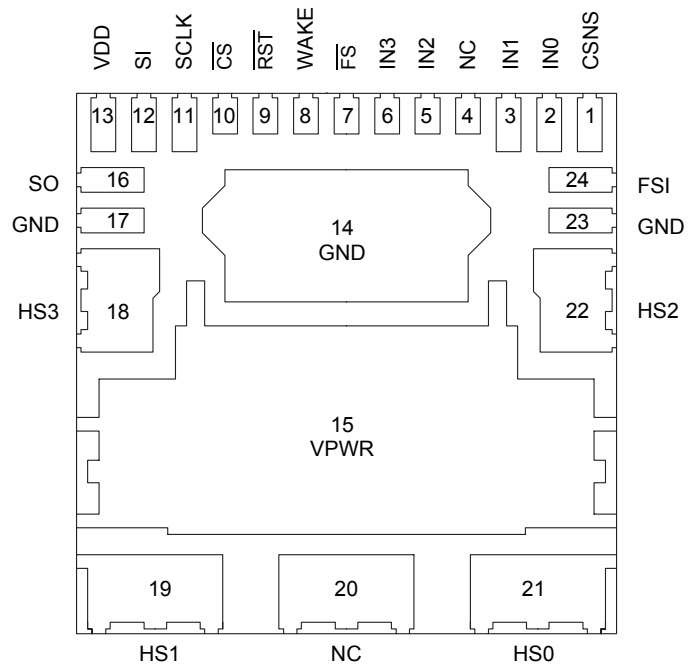 VDD SI SCLK CS RST WAKE FS IN3 IN2 NC IN1 IN0 CSNS
13 12 11 10 9 8 7 6 5 4 3 2 1
SO 16 24 FSI
GND 17 14 23 GND
GND
HS3 18 22 HS2
15
VPWR
19 20 21
HS1 NC HS0